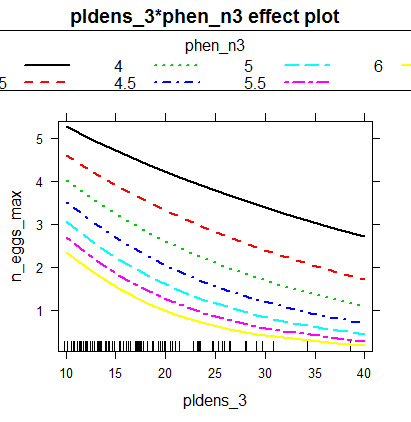 pldens_3*phen_n3 effect plot
phen_n3
4 5 6
5 4.5 5.5
5
4
3
2
1
n_eggs_max
10 15 20 25 30 35 40
pldens_3